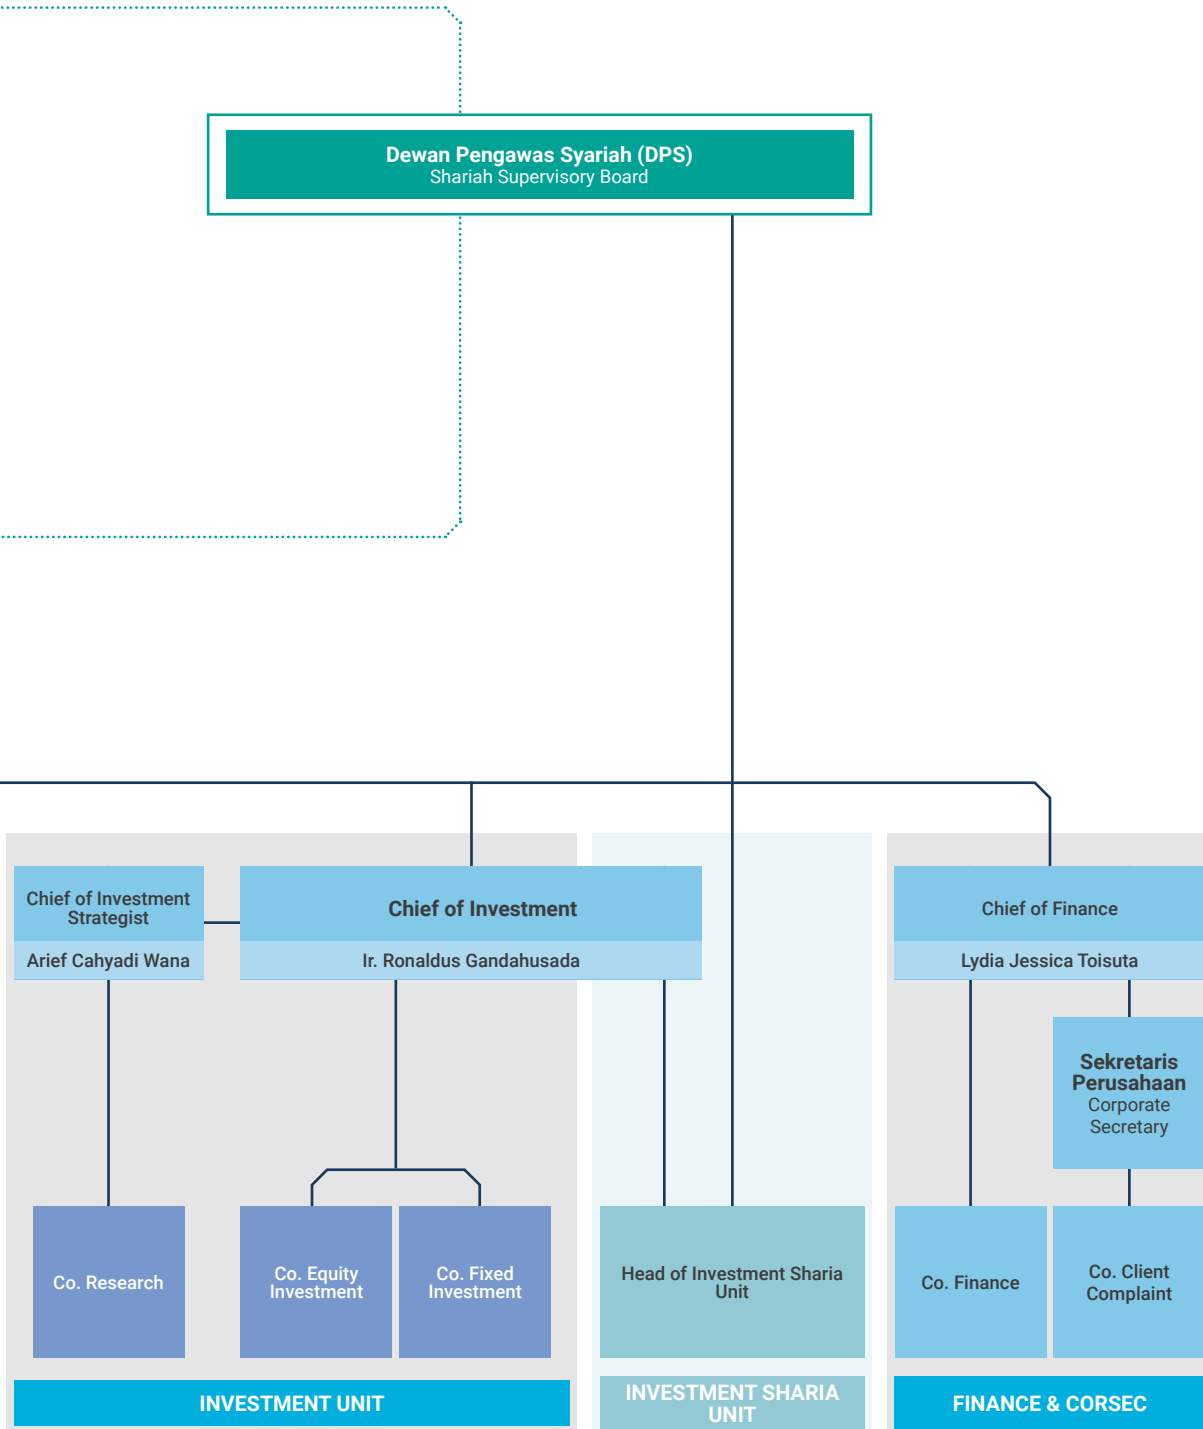 Dewan Pengawas Syariah (DPS)
Shariah Supervisory Board
Chief of Investment
Strategist
Arief Cahyadi Wana
Chief of Investment
Ir. Ronaldus Gandahusada
Chief of Finance
Lydia Jessica Toisuta
Sekretaris
Perusahaan
Corporate
Secretary
Co. Research
Co. Equity
Investment
Co. Fixed
Investment
Head of Investment Sharia
Unit
Co. Finance
Co. Client
Complaint
INVESTMENT UNIT
INVESTMENT SHARIA
UNIT
FINANCE & CORSEC